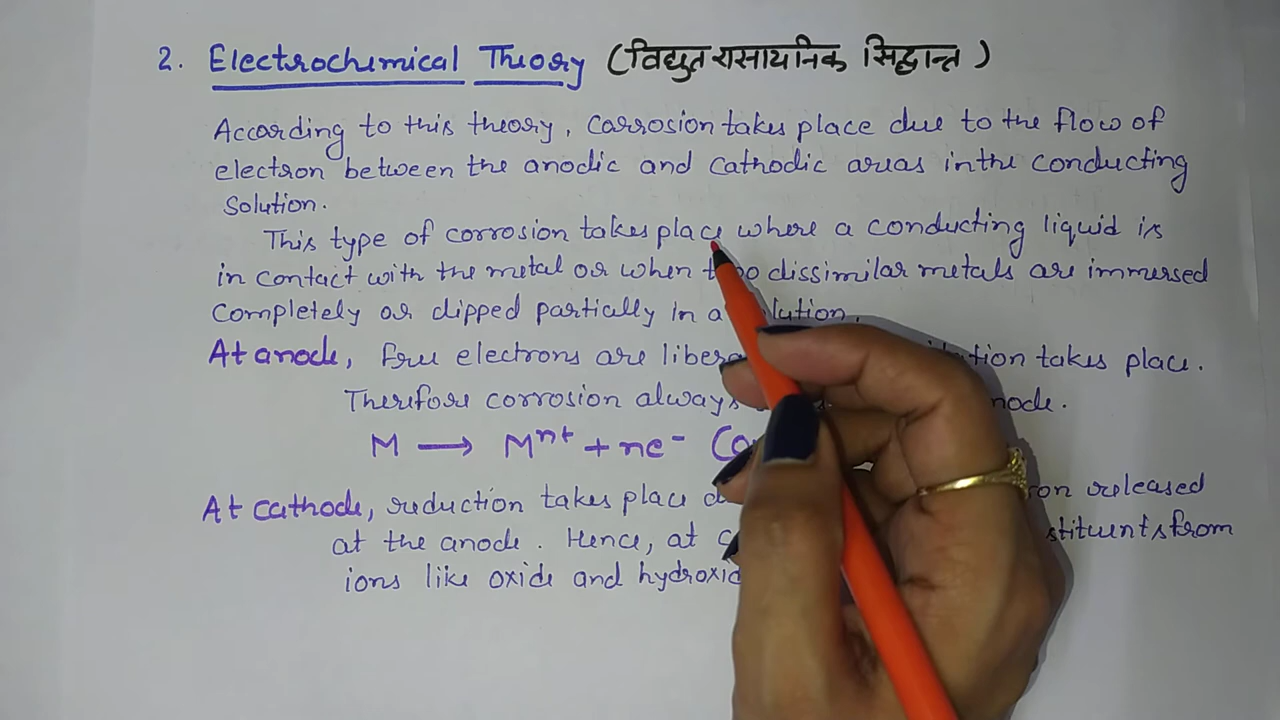 2. Electrochemical Theory (विद्युत रासायनिक सिद्धान्त)
According to this theory, Corrosion takes place due to the flow of
electron between the anodic and cathodic areas in the conducting
Solution.
This type of corrosion takes place where a conducting liquid is
in contact with the metal or when two dissimilar metals are immersed
completely or dipped partially in a solution.
At anode, free electrons are takes place.
Therefore corrosion always
M → Mⁿ⁺ + ne⁻
At cathode, reduction takes place released
at the anode. Hence, at from
ions like oxide and